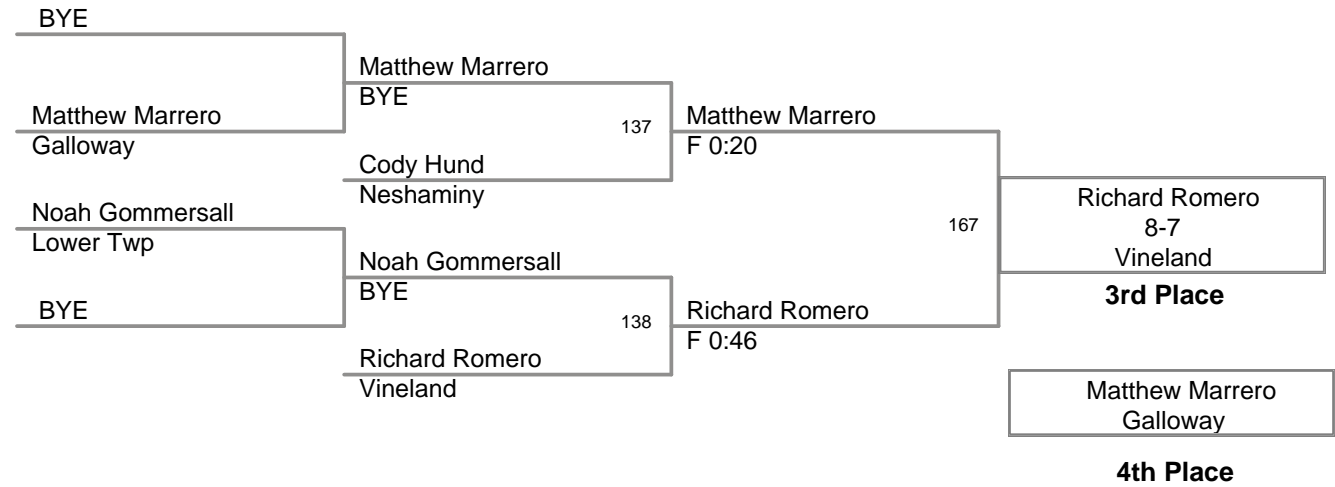 BYE
Matthew Marrero
Galloway
Noah Gommersall
Lower Twp
BYE
Matthew Marrero
BYE
137
Cody Hund
Neshaminy
Noah Gommersall
BYE
138
Richard Romero
Vineland
Matthew Marrero
F 0:20
167
Richard Romero
F 0:46
Richard Romero
8-7
Vineland
3rd Place
Matthew Marrero
Galloway
4th Place